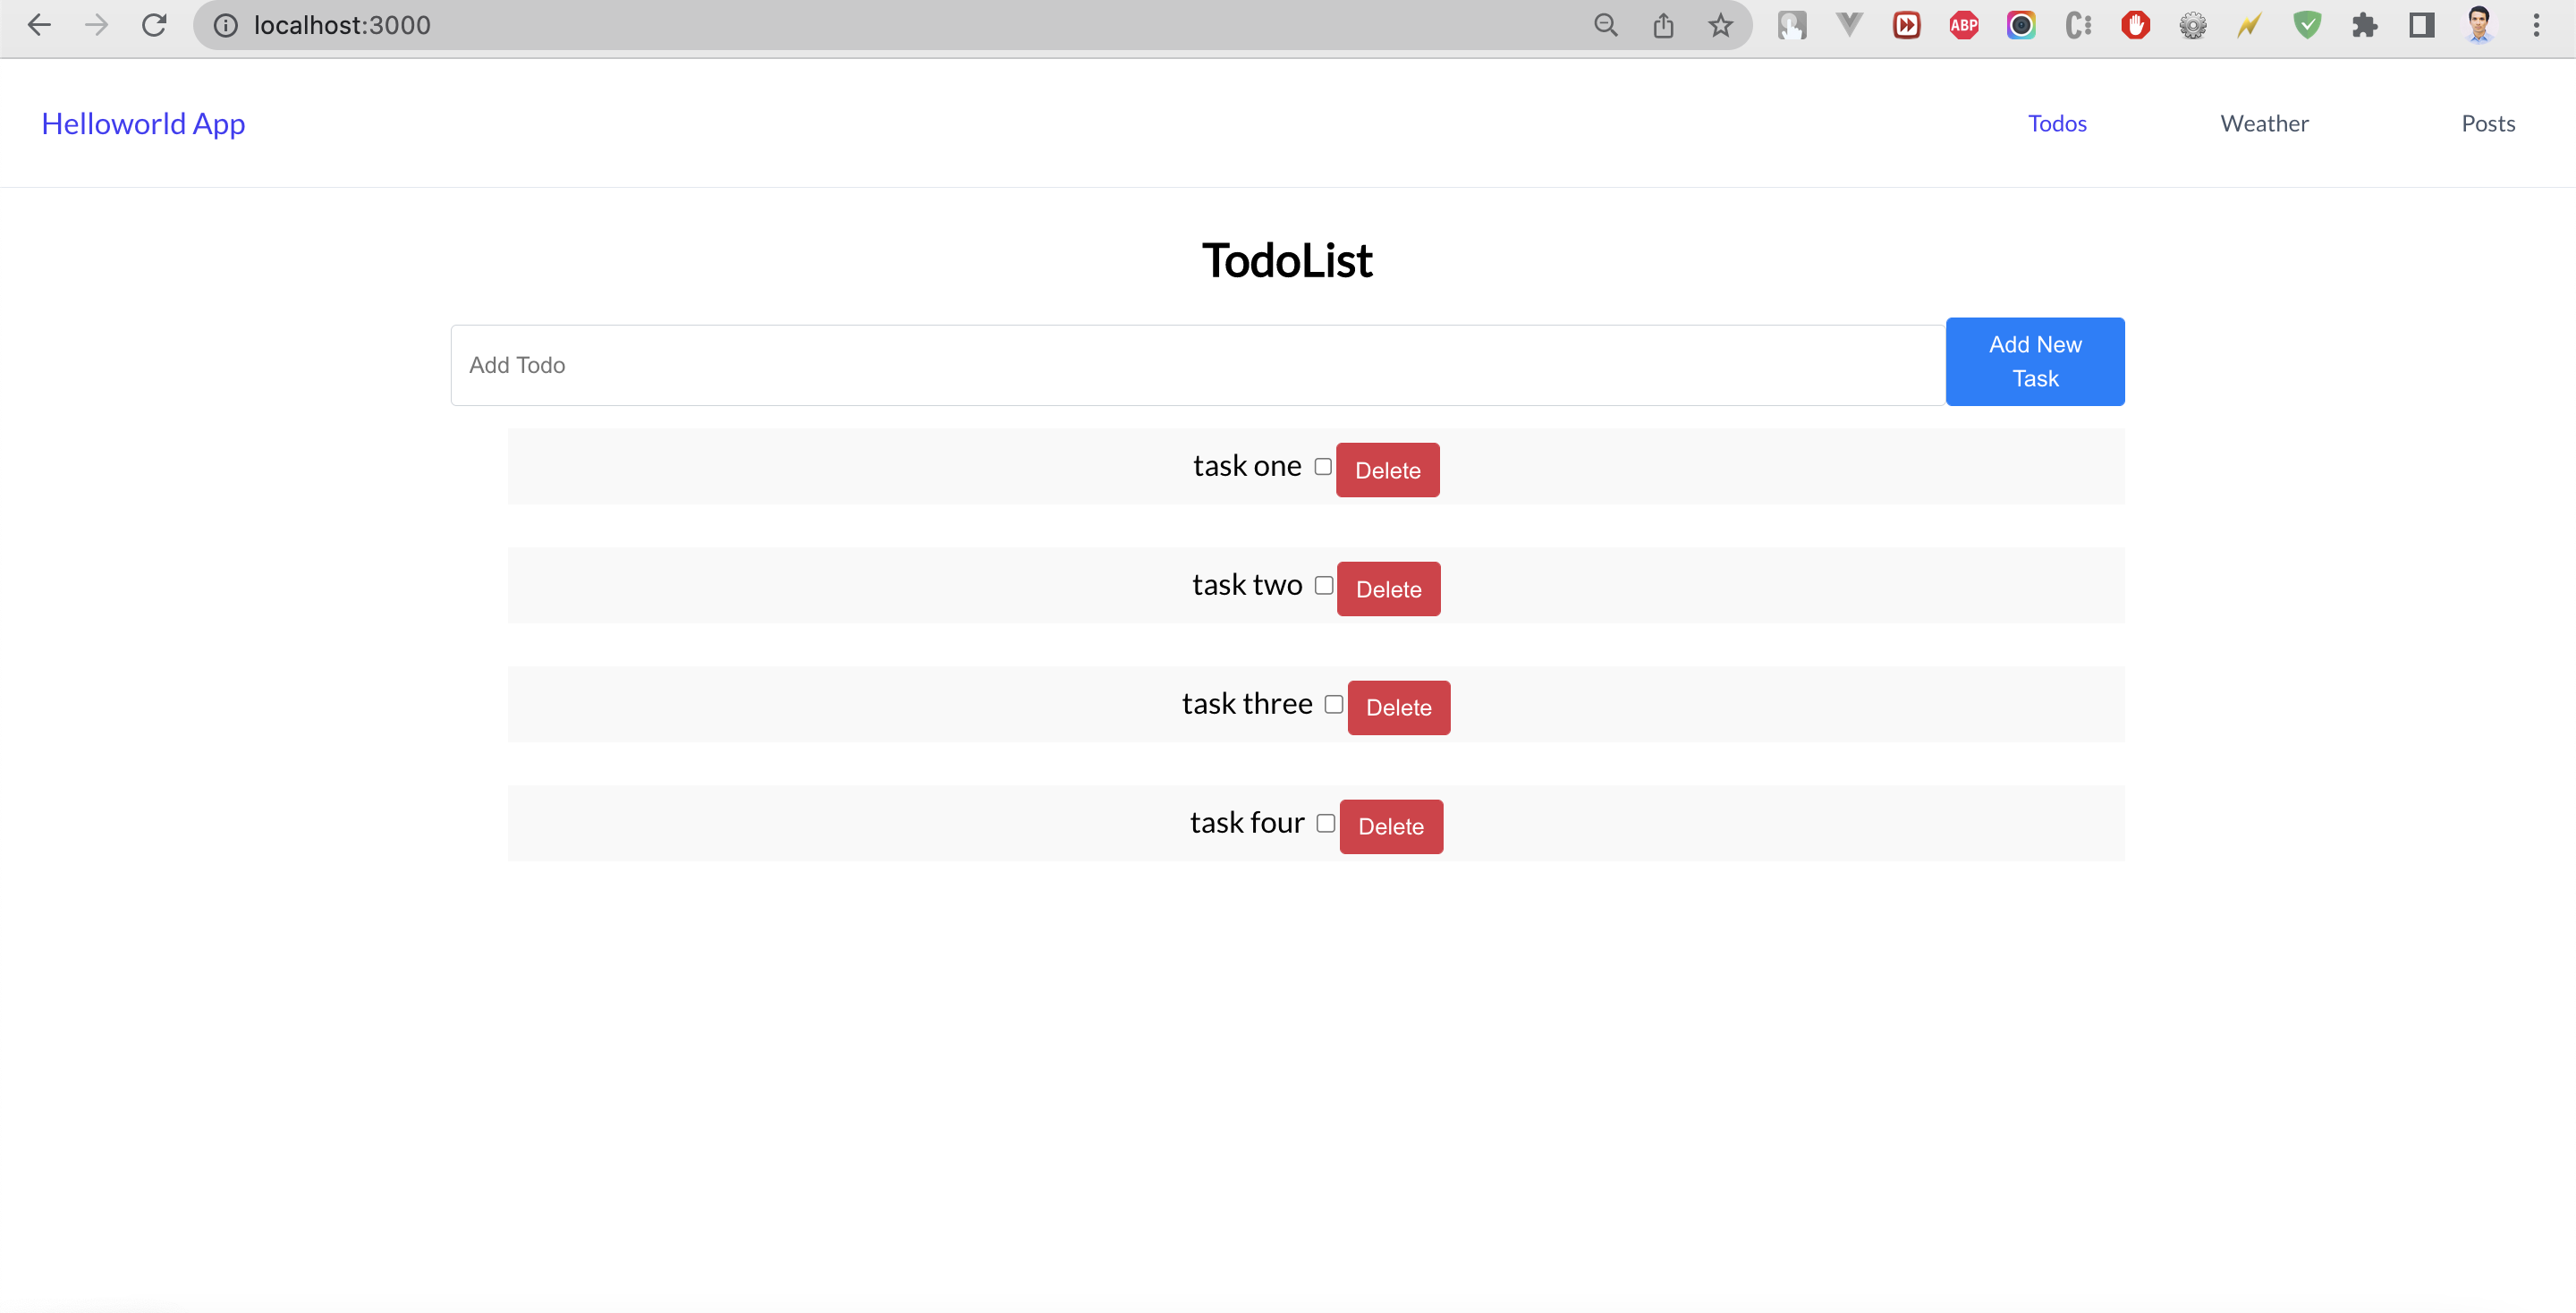 localhost:3000
ABP
Helloworld App
Todos
Weather
Posts
TodoList
Add Todo
Add New
Task
task one
Delete
task two
Delete
task three
Delete
task four
Delete